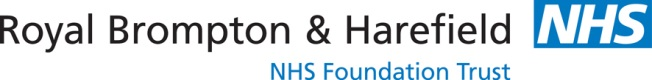 Royal Brompton & Harefield NHS
NHS Foundation Trust